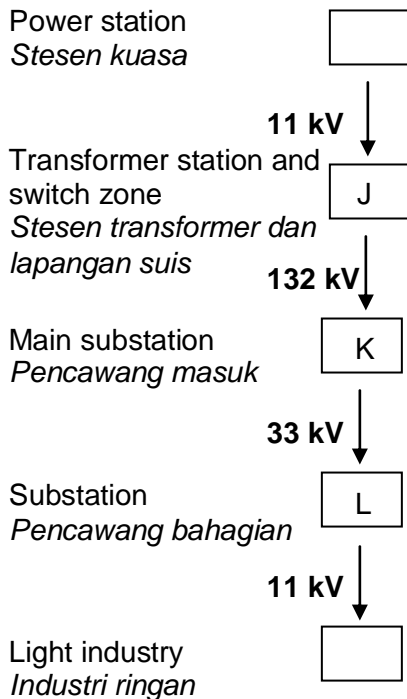 Power station
Stesen kuasa
11 kV
Transformer station and
switch zone
J
Stesen transformer dan
lapangan suis
132 kV
Main substation
K
Pencawang masuk
33 kV
Substation
L
Pencawang bahagian
11 kV
Light industry
Industri ringan